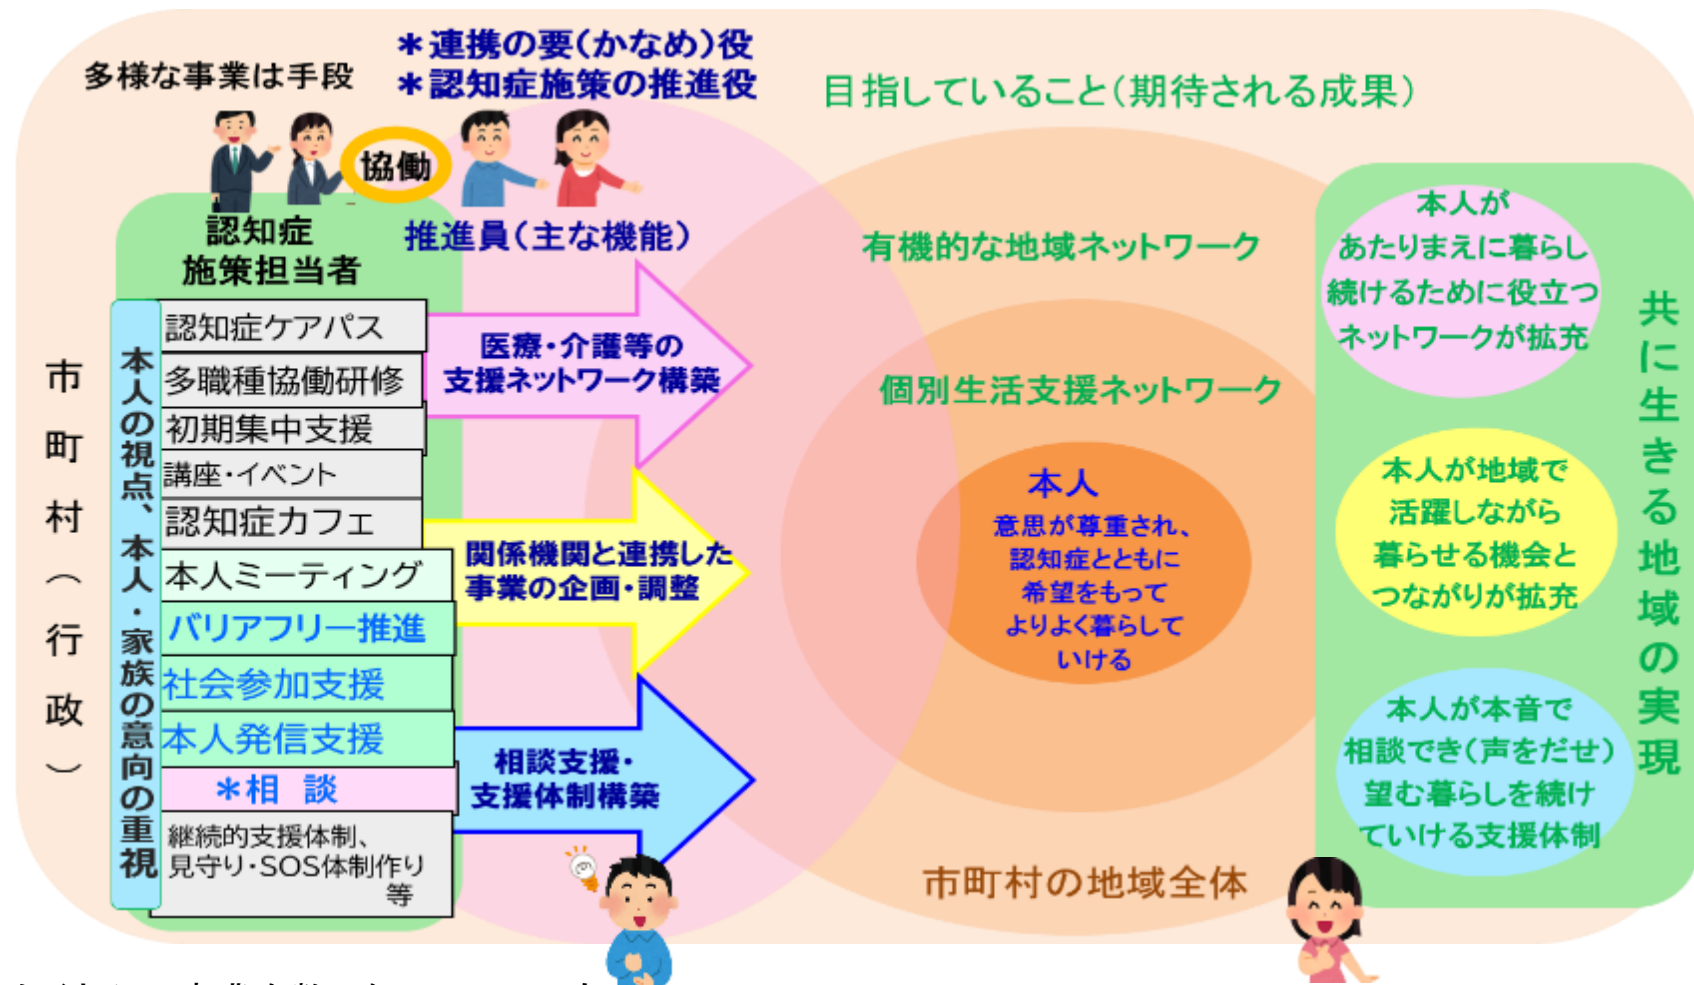 多様な事業は手段
＊連携の要(かなめ)役
＊認知症施策の推進役
目指していること(期待される成果)
協働
認知症
施策担当者
推進員(主な機能)
市町村(行政)
本人の視点、本人・家族の意向の重視
認知症ケアパス
多職種協働研修
初期集中支援
講座・イベント
認知症カフェ
本人ミーティング
バリアフリー推進
社会参加支援
本人発信支援
＊相 談
継続的支援体制、
見守り・SOS体制作り
等
医療・介護等の
支援ネットワーク構築
関係機関と連携した
事業の企画・調整
相談支援・
支援体制構築
有機的な地域ネットワーク
個別生活支援ネットワーク
本人
意思が尊重され、
認知症とともに
希望をもって
よりよく暮らして
いける
市町村の地域全体
本人が
あたりまえに暮らし
続けるために役立つ
ネットワークが拡充
本人が地域で
活躍しながら
暮らせる機会と
つながりが拡充
本人が本音で
相談でき(声をだせ)
望む暮らしを続け
ていける支援体制
共に生きる地域の実現